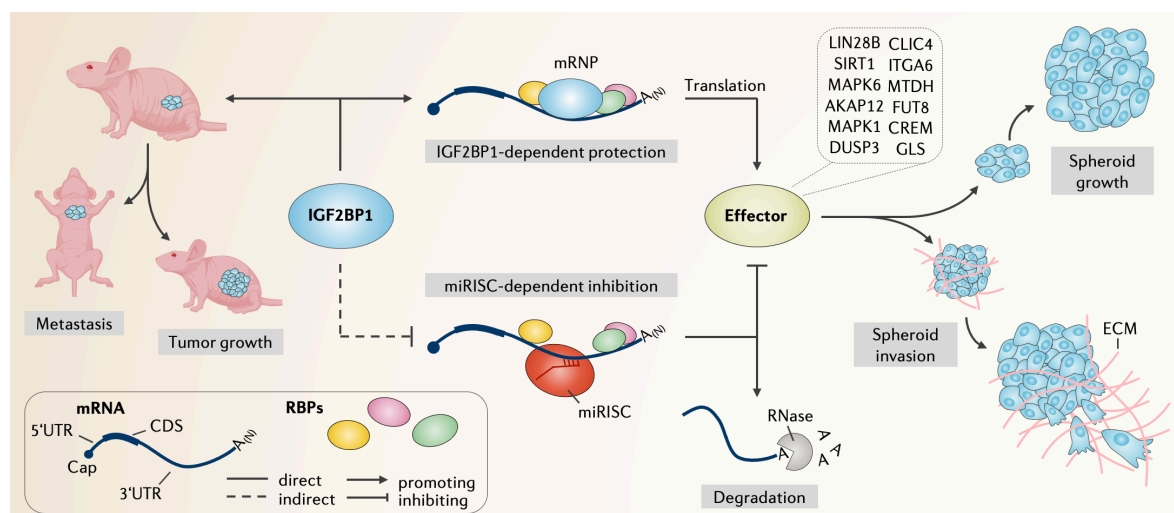 mRNP
A(N)
IGF2BP1-dependent protection
Translation
LIN28B CLIC4
SIRT1 ITGA6
MAPK6 MTDH
AKAP12 FUT8
MAPK1 CREM
DUSP3 GLS
Spheroid
growth
IGF2BP1
Effector
miRISC-dependent inhibition
A(N)
miRISC
Metastasis
Tumor growth
Spheroid
invasion
ECM
RNase
A
A
A
A
Degradation
mRNA
5‘UTR
CDS
A(N)
Cap
3‘UTR
RBPs
direct promoting
indirect inhibiting